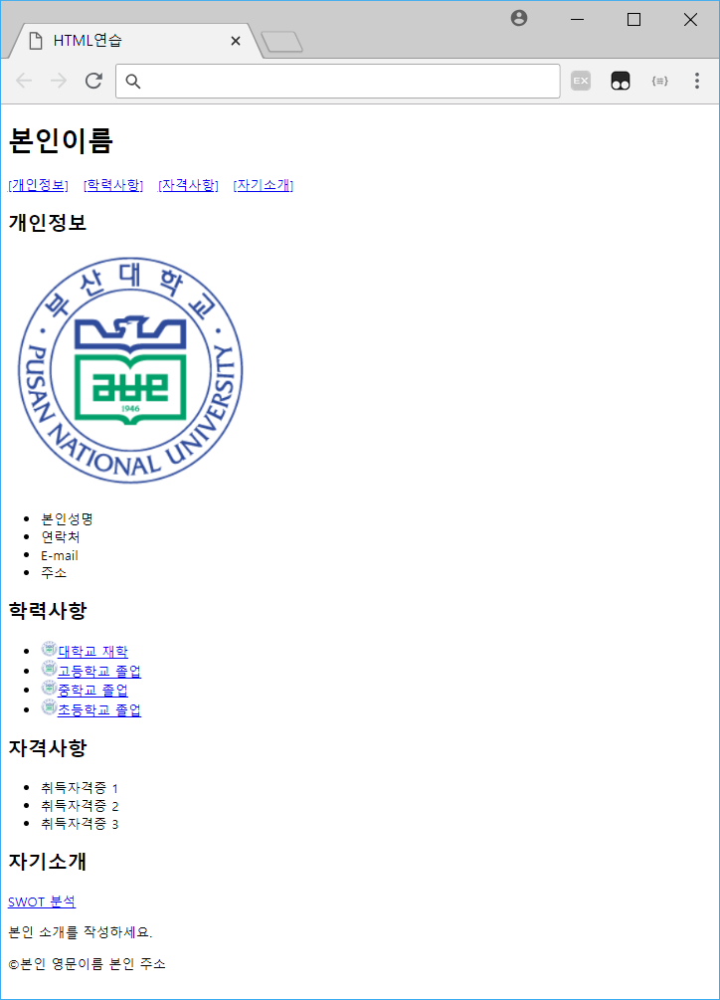 HTML연습
EX
본인이름
[개인정보] [학력사항] [자격사항] [자기소개]
개인정보
부산대학교
1946
PUSAN NATIONAL UNIVERSITY
본인성명
연락처
E-mail
주소
학력사항
대학교 재학
고등학교 졸업
중학교 졸업
초등학교 졸업
자격사항
취득자격증 1
취득자격증 2
취득자격증 3
자기소개
SWOT 분석
본인 소개를 작성하세요.
©본인 영문이름 본인 주소